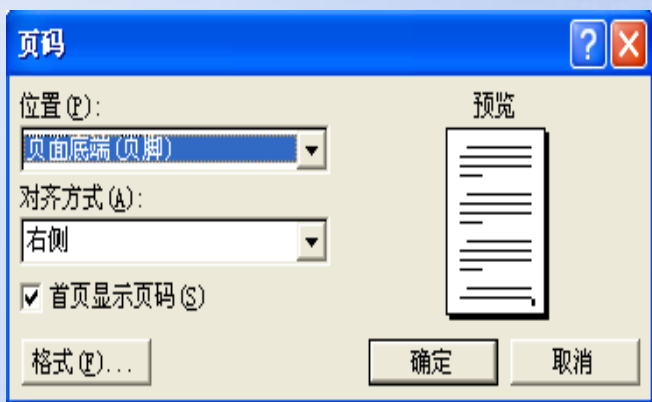 页码
位置(P):
预览
页面底端(页脚)
对齐方式(A):
右侧
首页显示页码(S)
格式(F)...
确定
取消